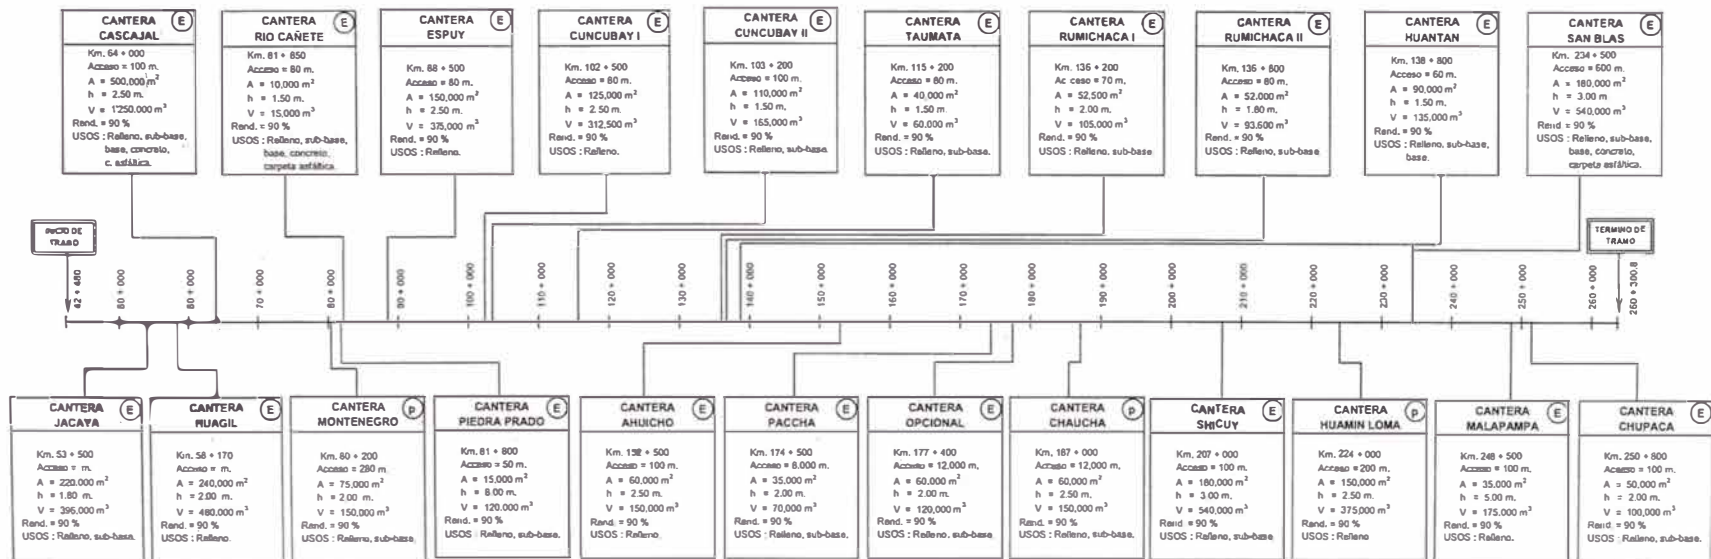 CANTERA E
CASCAJAL
Km. 64 + 000
Acceso = 100 m.
A = 500,000 m²
h = 2.50 m.
V = 1'250.000 m³
Rend. = 90 %
USOS : Relleno, sub-base,
base, concreto,
c. asfáltica.
CANTERA E
RIO CAÑETE
Km. 81 + 850
Acceso = 80 m.
A = 10,000 m²
h = 1.50 m.
V = 15,000 m³
Rend. = 90 %
USOS : Relleno, sub-base,
base, concreto,
carpeta asfáltica.
CANTERA E
ESPUY
Km. 88 + 500
Acceso = 80 m.
A = 150,000 m²
h = 2.50 m.
V = 375,000 m³
Rend. = 90 %
USOS : Relleno.
CANTERA E
CUNCUBAY I
Km. 102 + 500
Acceso = 80 m.
A = 125,000 m²
h = 2.50 m.
V = 312,500 m³
Rend. = 90 %
USOS : Relleno.
CANTERA E
CUNCUBAY II
Km. 103 + 200
Acceso = 100 m.
A = 110,000 m²
h = 1.50 m.
V = 165,000 m³
Rend. = 90 %
USOS : Relleno, sub-base.
CANTERA E
TAUMATA
Km. 115 + 200
Acceso = 80 m.
A = 40,000 m²
h = 1.50 m.
V = 60.000 m³
Rend. = 90 %
USOS : Relleno, sub-base.
CANTERA E
RUMICHACA I
Km. 136 + 200
Ac ceso = 70 m.
A = 52,500 m²
h = 2.00 m.
V = 105,000 m³
Rend. = 90 %
USOS : Relleno, sub-base.
CANTERA E
RUMICHACA II
Km. 136 + 800
Acceso = 80 m.
A = 52.000 m²
h = 1.80 m.
V = 93.600 m³
Rend. = 90 %
USOS : Relleno, sub-base.
CANTERA E
HUANTAN
Km. 138 + 800
Acceso = 60 m.
A = 90,000 m²
h = 1.50 m.
V = 135,000 m³
Rend. = 90 %
USOS : Relleno, sub-base,
base.
CANTERA E
SAN BLAS
Km. 234 + 500
Acceso = 600 m.
A = 180,000 m²
h = 3.00 m
V = 540,000 m³
Rend = 90 %
USOS : Relleno, sub-base,
base, concreto,
carpeta asfáltica.
INICIO DE
TRAMO
TERMINO DE
TRAMO
42 + 480
60 + 000
60 + 000
70 + 000
80 + 000
90 + 000
100 + 000
110 + 000
120 + 000
130 + 000
140 + 000
150 + 000
160 + 000
170 + 000
180 + 000
190 + 000
200 + 000
210 + 000
220 + 000
230 + 000
240 + 000
250 + 000
260 + 000
260 + 300.8
CANTERA E
JACAYA
Km. 53 + 500
Acceso = m.
A = 220.000 m²
h = 1.80 m.
V = 396,000 m³
Rend. = 90 %
USOS : Relleno, sub-base.
CANTERA E
HUAGIL
Km. 58 + 170
Acceso = m.
A = 240,000 m²
h = 2.00 m.
V = 480,000 m³
Rend. = 90 %
USOS : Relleno.
CANTERA P
MONTENEGRO
Km. 80 + 200
Acceso = 280 m.
A = 75,000 m²
h = 2.00 m.
V = 150,000 m³
Rend. = 90 %
USOS : Relleno, sub-base.
CANTERA E
PIEDRA PRADO
Km. 81 + 800
Acceso = 50 m.
A = 15,000 m²
h = 8.00 m.
V = 120.000 m³
Rend. = 90 %
USOS : Relleno, sub-base.
CANTERA E
AHUICHO
Km. 152 + 500
Acceso = 100 m.
A = 60,000 m²
h = 2.50 m.
V = 150,000 m³
Rend. = 90 %
USOS : Relleno.
CANTERA E
PACCHA
Km. 174 + 500
Acceso = 8.000 m.
A = 35,000 m²
h = 2.00 m.
V = 70,000 m³
Rend. = 90 %
USOS : Relleno, sub-base.
CANTERA E
OPCIONAL
Km. 177 + 400
Acceso = 12,000 m.
A = 60.000 m²
h = 2.00 m.
V = 120,000 m³
Rend. = 90 %
USOS : Relleno, sub-base.
CANTERA P
CHAUCHA
Km. 187 + 000
Acceso = 12,000 m.
A = 60,000 m²
h = 2.50 m.
V = 150,000 m³
Rend. = 90 %
USOS : Relleno, sub-base.
CANTERA E
SHICUY
Km. 207 + 000
Acceso = 100 m.
A = 180,000 m²
h = 3.00 m.
V = 540,000 m³
Rend. = 90 %
USOS : Relleno, sub-base
CANTERA P
HUAMIN LOMA
Km. 224 + 000
Acceso = 200 m.
A = 150,000 m²
h = 2.50 m.
V = 375,000 m³
Rend. = 90 %
USOS : Relleno
CANTERA E
MALAPAMPA
Km. 248 + 500
Acceso = 100 m.
A = 35.000 m²
h = 5.00 m.
V = 175.000 m³
Rend. = 90 %
USOS : Relleno.
CANTERA E
CHUPACA
Km. 250 + 800
Acceso = 100 m.
A = 50,000 m²
h = 2.00 m.
V = 100,000 m³
Rend. = 90 %
USOS : Relleno, sub-base.